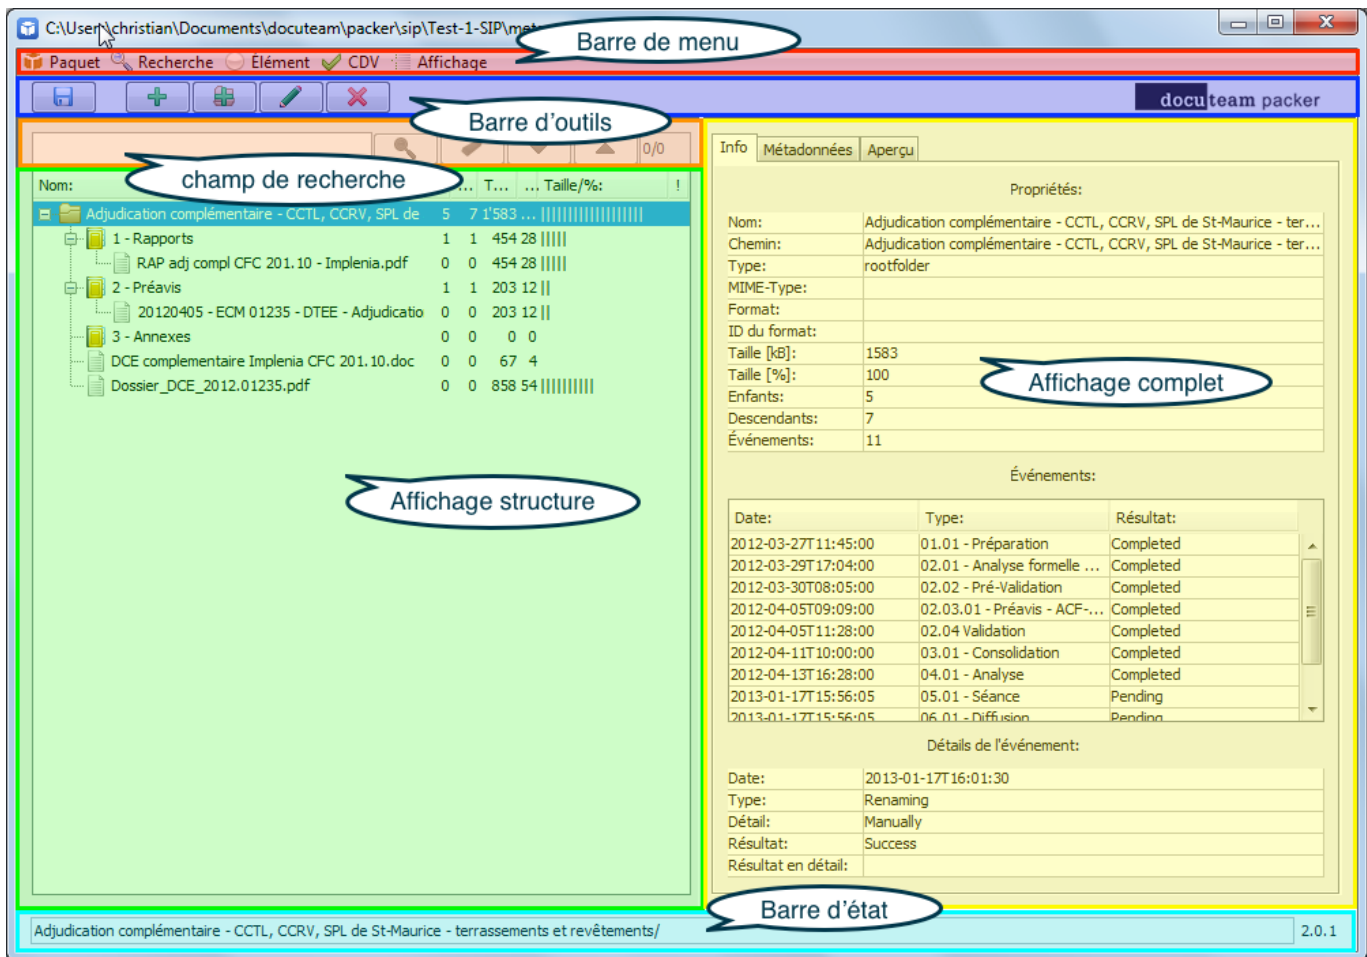 C:\Users\christian\Documents\docuteam\packer\sip\Test-1-SIP\
Barre de menu
Paquet Recherche Élément CDV Affichage
docuteam packer
Barre d'outils
0/0
champ de recherche
Nom: ... T... ... Taille/%: !
Adjudication complémentaire - CCTL, CCRV, SPL de 5 7 1'583 ...
1 - Rapports 1 1 454 28
RAP adj compl CFC 201.10 - Implenia.pdf 0 0 454 28
2 - Préavis 1 1 203 12
20120405 - ECM 01235 - DTEE - Adjudicatio 0 0 203 12
3 - Annexes 0 0 0 0
DCE complementaire Implenia CFC 201.10.doc 0 0 67 4
Dossier_DCE_2012.01235.pdf 0 0 858 54
Affichage structure
Info Métadonnées Aperçu
Propriétés:
Nom: Adjudication complémentaire - CCTL, CCRV, SPL de St-Maurice - ter...
Chemin: Adjudication complémentaire - CCTL, CCRV, SPL de St-Maurice - ter...
Type: rootfolder
MIME-Type:
Format:
ID du format:
Taille [kB]: 1583
Taille [%]: 100
Enfants: 5
Descendants: 7
Événements: 11
Affichage complet
Événements:
Date: Type: Résultat:
2012-03-27T11:45:00 01.01 - Préparation Completed
2012-03-29T17:04:00 02.01 - Analyse formelle ... Completed
2012-03-30T08:05:00 02.02 - Pré-Validation Completed
2012-04-05T09:09:00 02.03.01 - Préavis - ACF-... Completed
2012-04-05T11:28:00 02.04 Validation Completed
2012-04-11T10:00:00 03.01 - Consolidation Completed
2012-04-13T16:28:00 04.01 - Analyse Completed
2013-01-17T15:56:05 05.01 - Séance Pending
2013-01-17T15:56:05 06.01 - Diffusion Pending
Détails de l'événement:
Date: 2013-01-17T16:01:30
Type: Renaming
Détail: Manually
Résultat: Success
Résultat en détail:
Barre d'état
Adjudication complémentaire - CCTL, CCRV, SPL de St-Maurice - terrassements et revêtements/ 2.0.1